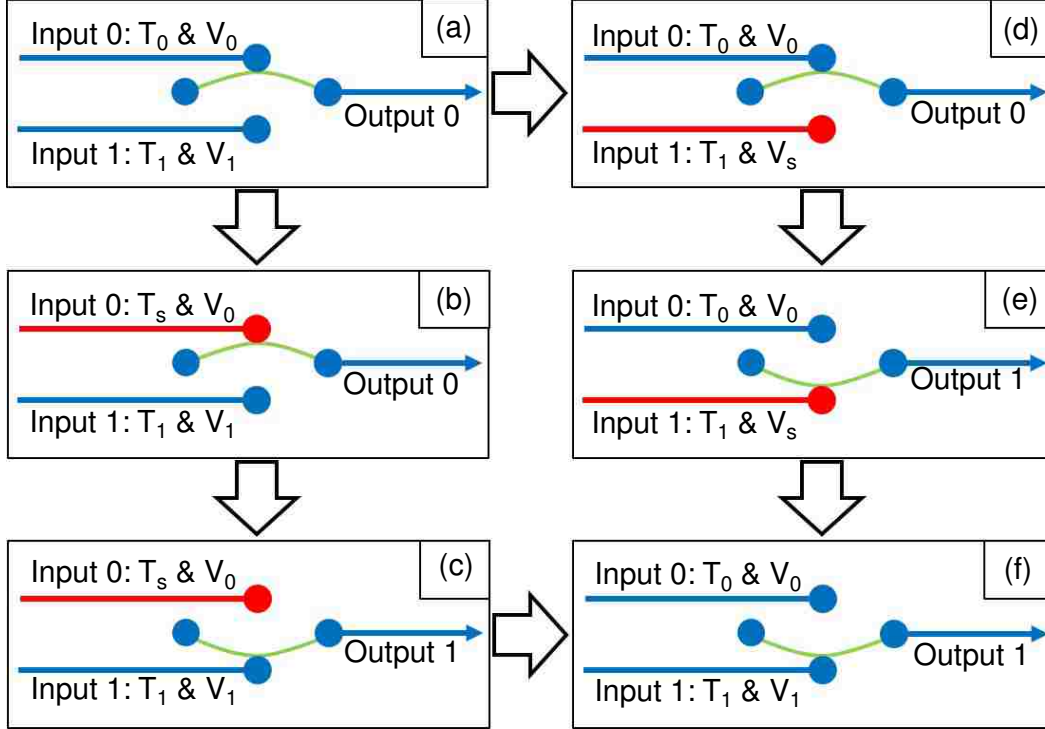 Input 0: T₀ & V₀
(a)
Output 0
Input 1: T₁ & V₁
Input 0: T₀ & V₀
(d)
Output 0
Input 1: T₁ & Vₛ
Input 0: Tₛ & V₀
(b)
Output 0
Input 1: T₁ & V₁
Input 0: T₀ & V₀
(e)
Output 1
Input 1: T₁ & Vₛ
Input 0: Tₛ & V₀
(c)
Output 1
Input 1: T₁ & V₁
Input 0: T₀ & V₀
(f)
Output 1
Input 1: T₁ & V₁